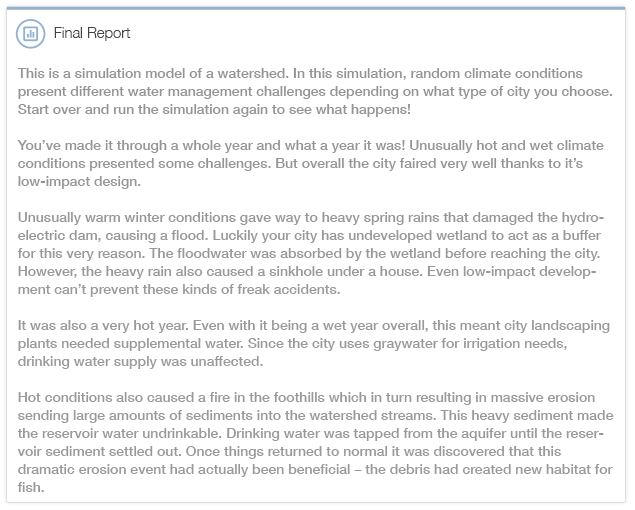 Final Report
This is a simulation model of a watershed. In this simulation, random climate conditions
present different water management challenges depending on what type of city you choose.
Start over and run the simulation again to see what happens!
You've made it through a whole year and what a year it was! Unusually hot and wet climate
conditions presented some challenges. But overall the city faired very well thanks to it's
low-impact design.
Unusually warm winter conditions gave way to heavy spring rains that damaged the hydro-
electric dam, causing a flood. Luckily your city has undeveloped wetland to act as a buffer
for this very reason. The floodwater was absorbed by the wetland before reaching the city.
However, the heavy rain also caused a sinkhole under a house. Even low-impact develop-
ment can't prevent these kinds of freak accidents.
It was also a very hot year. Even with it being a wet year overall, this meant city landscaping
plants needed supplemental water. Since the city uses graywater for irrigation needs,
drinking water supply was unaffected.
Hot conditions also caused a fire in the foothills which in turn resulting in massive erosion
sending large amounts of sediments into the watershed streams. This heavy sediment made
the reservoir water undrinkable. Drinking water was tapped from the aquifer until the reser-
voir sediment settled out. Once things returned to normal it was discovered that this
dramatic erosion event had actually been beneficial – the debris had created new habitat for
fish.